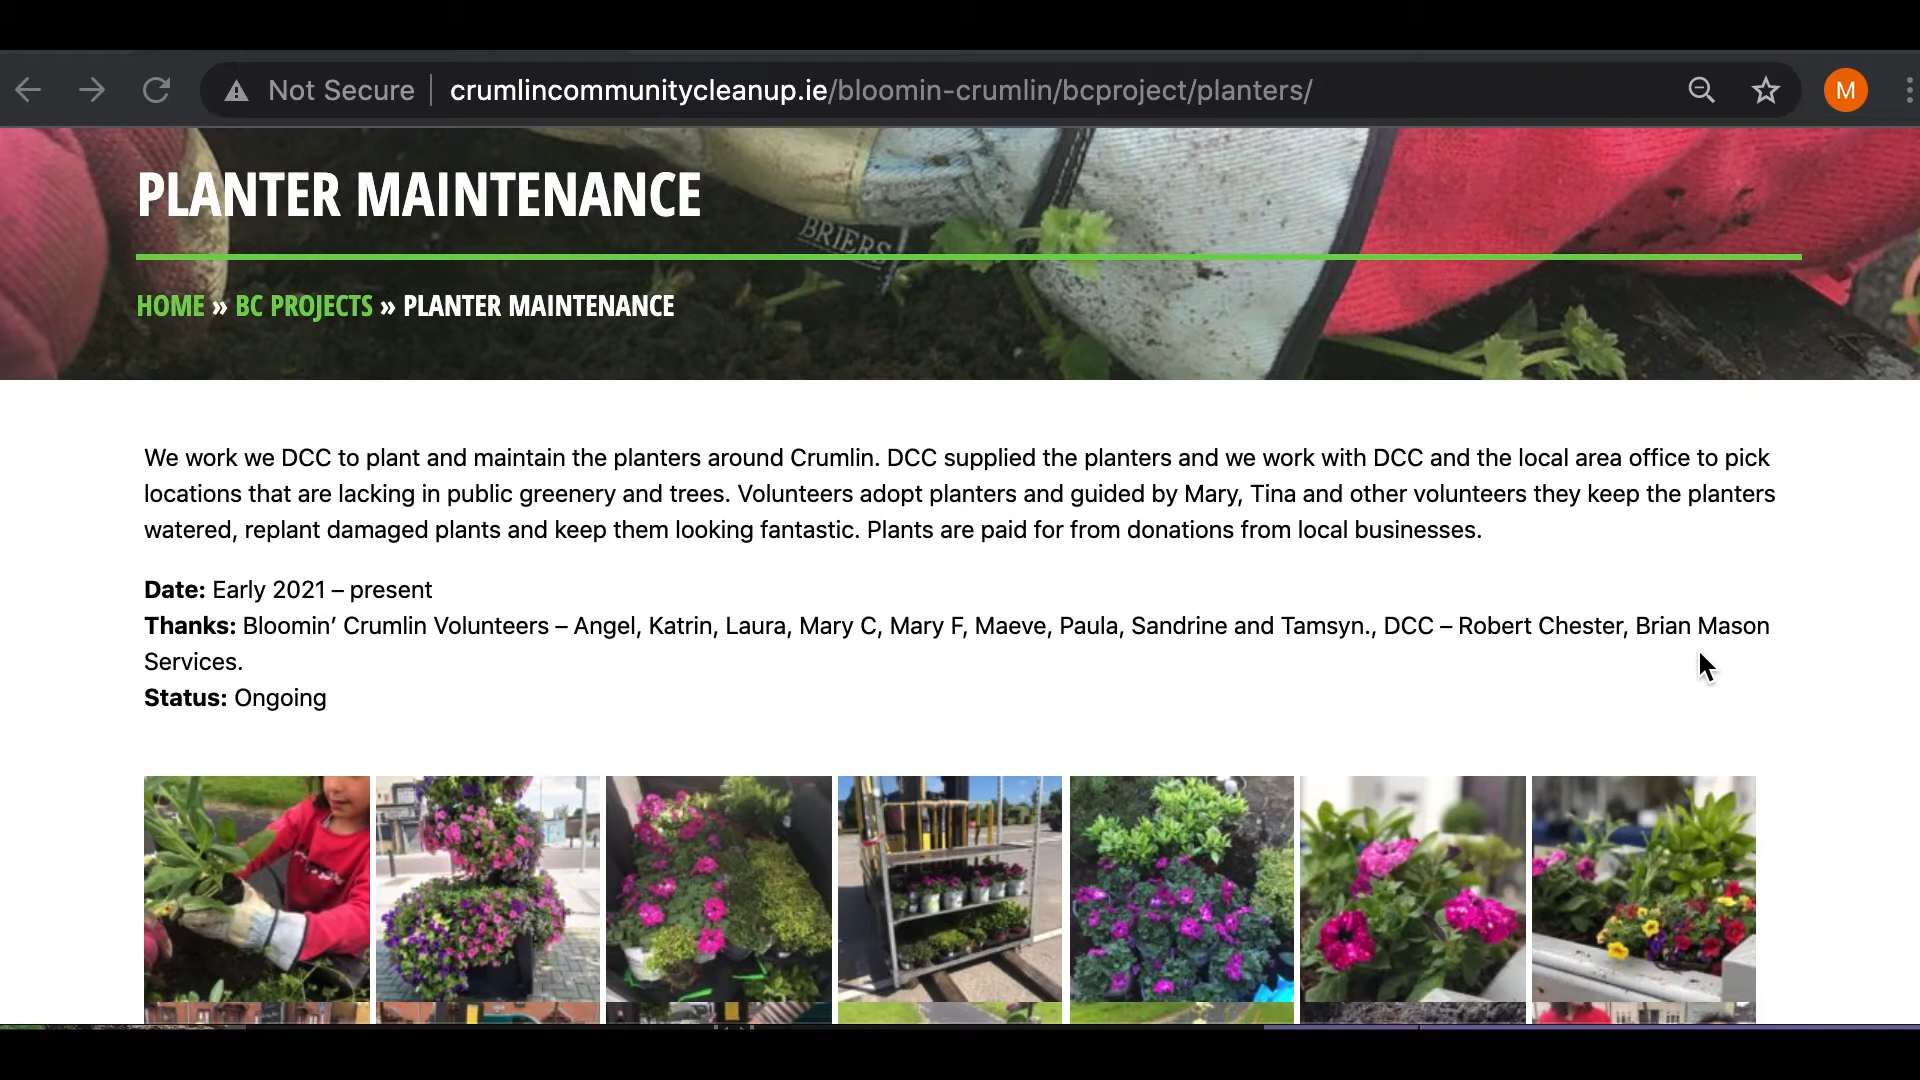 Not Secure crumlincommunitycleanup.ie/bloomin-crumlin/bcproject/planters/
M
PLANTER MAINTENANCE
BRIERS
HOME » BC PROJECTS » PLANTER MAINTENANCE
We work we DCC to plant and maintain the planters around Crumlin. DCC supplied the planters and we work with DCC and the local area office to pick
locations that are lacking in public greenery and trees. Volunteers adopt planters and guided by Mary, Tina and other volunteers they keep the planters
watered, replant damaged plants and keep them looking fantastic. Plants are paid for from donations from local businesses.
Date: Early 2021 – present
Thanks: Bloomin’ Crumlin Volunteers – Angel, Katrin, Laura, Mary C, Mary F, Maeve, Paula, Sandrine and Tamsyn., DCC – Robert Chester, Brian Mason
Services.
Status: Ongoing